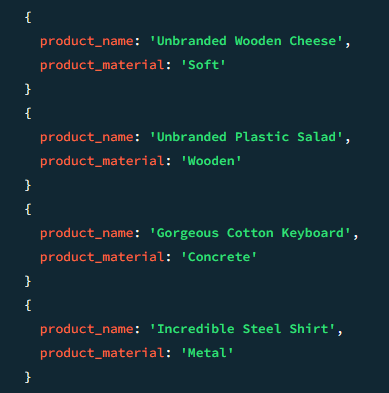 {
product_name: 'Unbranded Wooden Cheese',
product_material: 'Soft'
}
{
product_name: 'Unbranded Plastic Salad',
product_material: 'Wooden'
}
{
product_name: 'Gorgeous Cotton Keyboard',
product_material: 'Concrete'
}
{
product_name: 'Incredible Steel Shirt',
product_material: 'Metal'
}